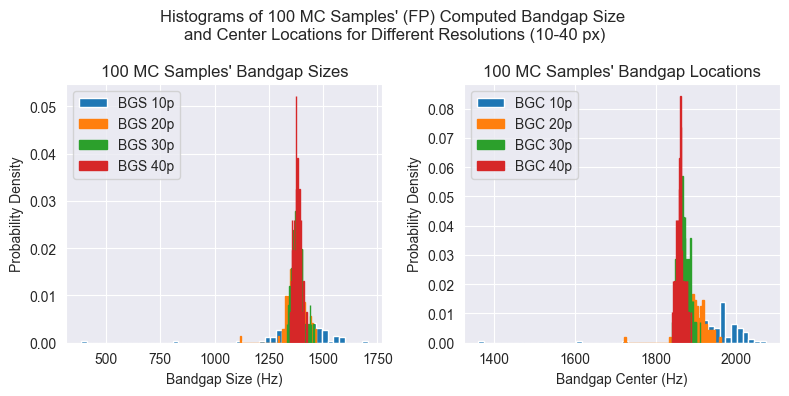 Histograms of 100 MC Samples' (FP) Computed Bandgap Size
and Center Locations for Different Resolutions (10-40 px)
100 MC Samples' Bandgap Sizes
BGS 10p
BGS 20p
BGS 30p
BGS 40p
0.05
0.04
0.03
0.02
0.01
0.00
Probability Density
500
750
1000
1250
1500
1750
Bandgap Size (Hz)
100 MC Samples' Bandgap Locations
BGC 10p
BGC 20p
BGC 30p
BGC 40p
0.08
0.07
0.06
0.05
0.04
0.03
0.02
0.01
0.00
Probability Density
1400
1600
1800
2000
Bandgap Center (Hz)